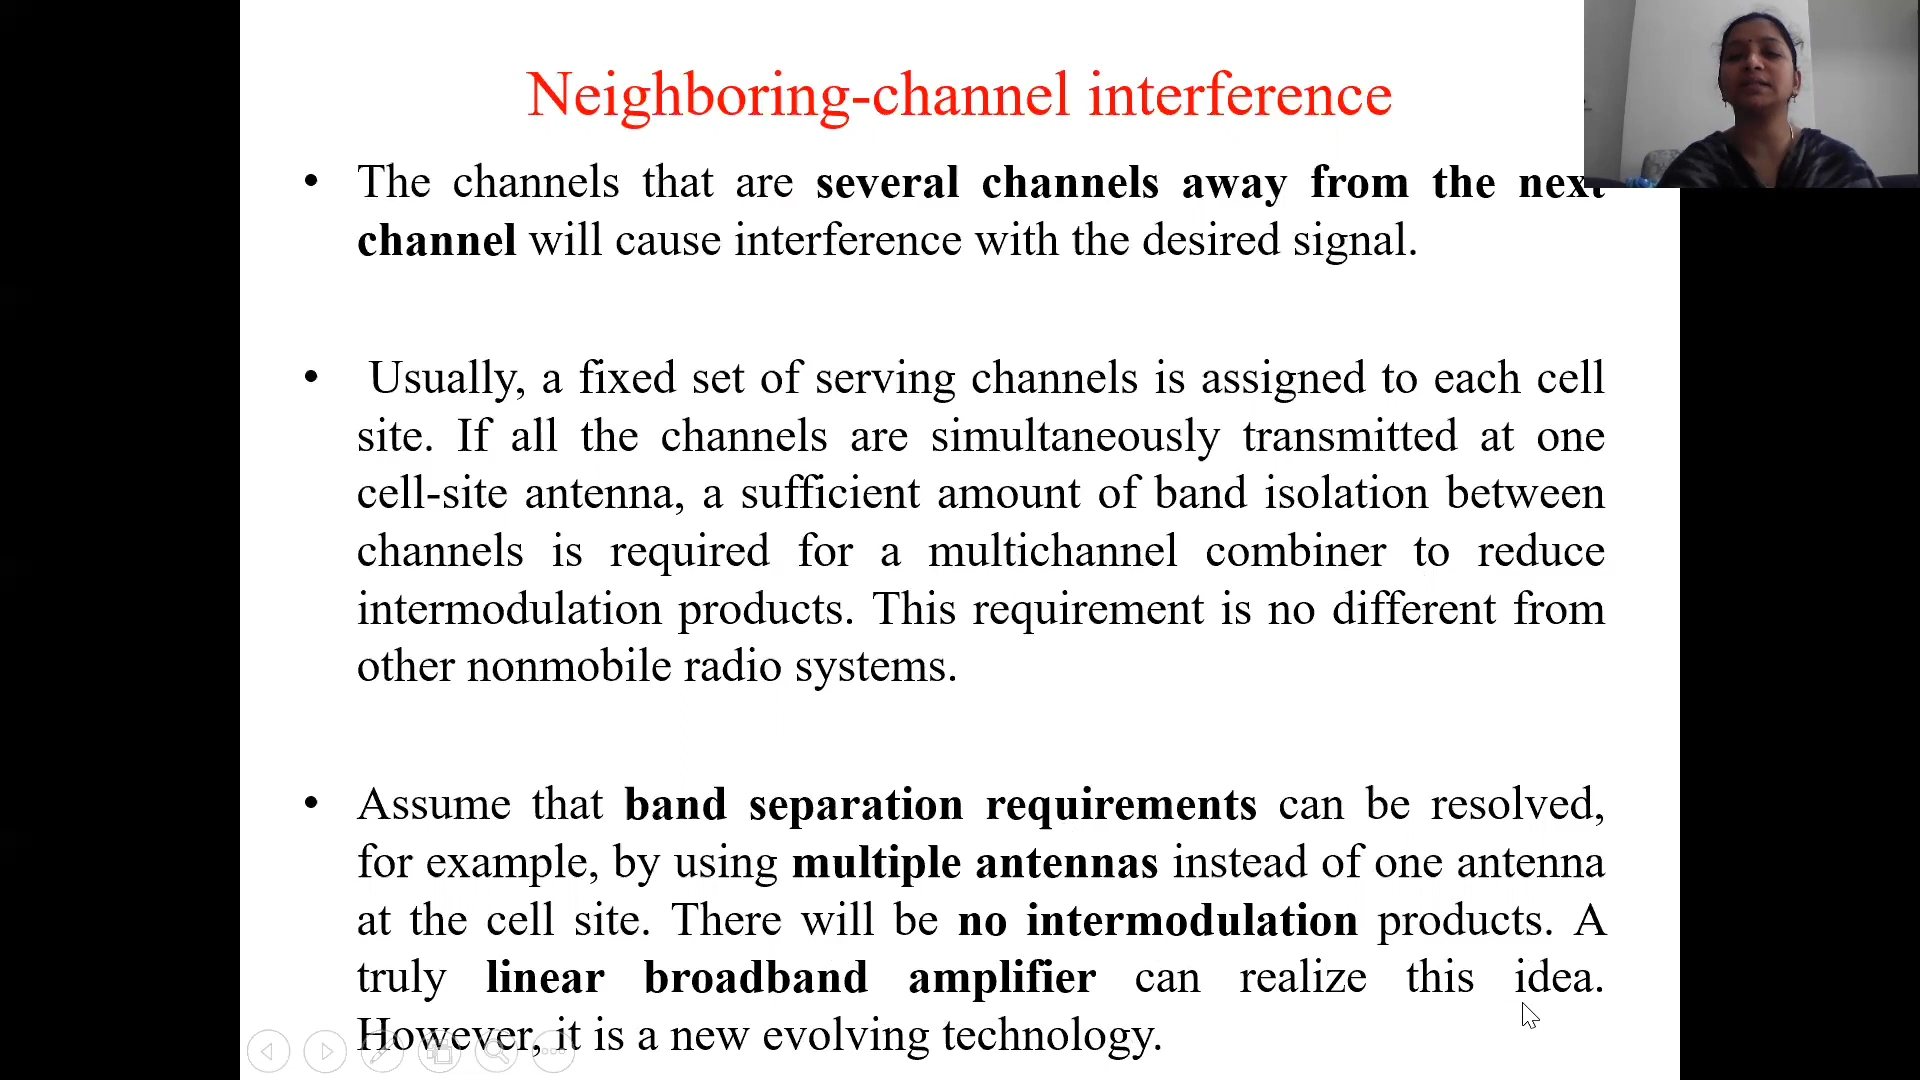 Neighboring-channel interference
• The channels that are several channels away from the next
channel will cause interference with the desired signal.
• Usually, a fixed set of serving channels is assigned to each cell
site. If all the channels are simultaneously transmitted at one
cell-site antenna, a sufficient amount of band isolation between
channels is required for a multichannel combiner to reduce
intermodulation products. This requirement is no different from
other nonmobile radio systems.
• Assume that band separation requirements can be resolved,
for example, by using multiple antennas instead of one antenna
at the cell site. There will be no intermodulation products. A
truly linear broadband amplifier can realize this idea.
However, it is a new evolving technology.